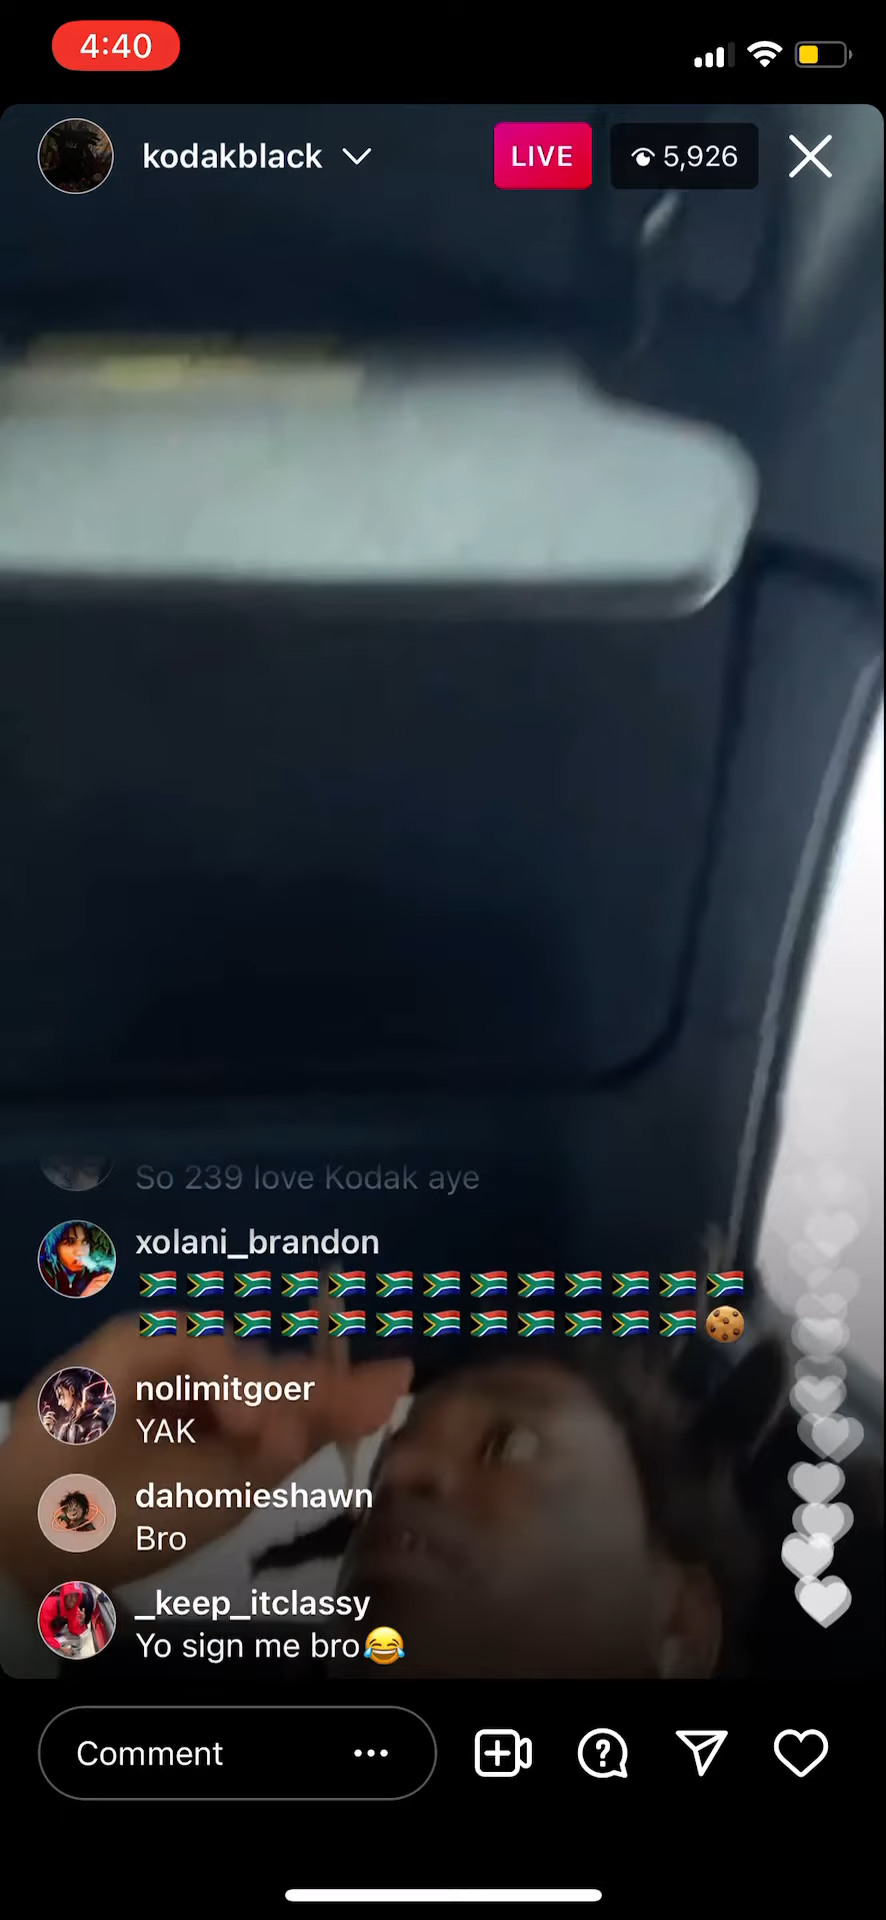 4:40
kodakblack
LIVE
5,926
So 239 love Kodak aye
xolani_brandon
🇿🇦🇿🇦🇿🇦🇿🇦🇿🇦🇿🇦🇿🇦🇿🇦🇿🇦🇿🇦🇿🇦🇿🇦🇿🇦
🇿🇦🇿🇦🇿🇦🇿🇦🇿🇦🇿🇦🇿🇦🇿🇦🇿🇦🇿🇦🇿🇦🇿🇦🍪
nolimitgoer
YAK
dahomieshawn
Bro
_keep_itclassy
Yo sign me bro😂
Comment